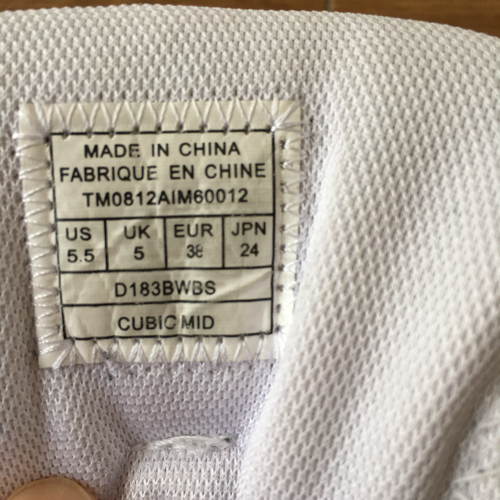 MADE IN CHINA
FABRIQUE EN CHINE
TM0812AIM60012
US UK EUR JPN
5.5 5 38 24
D183BWBS
CUBIC MID